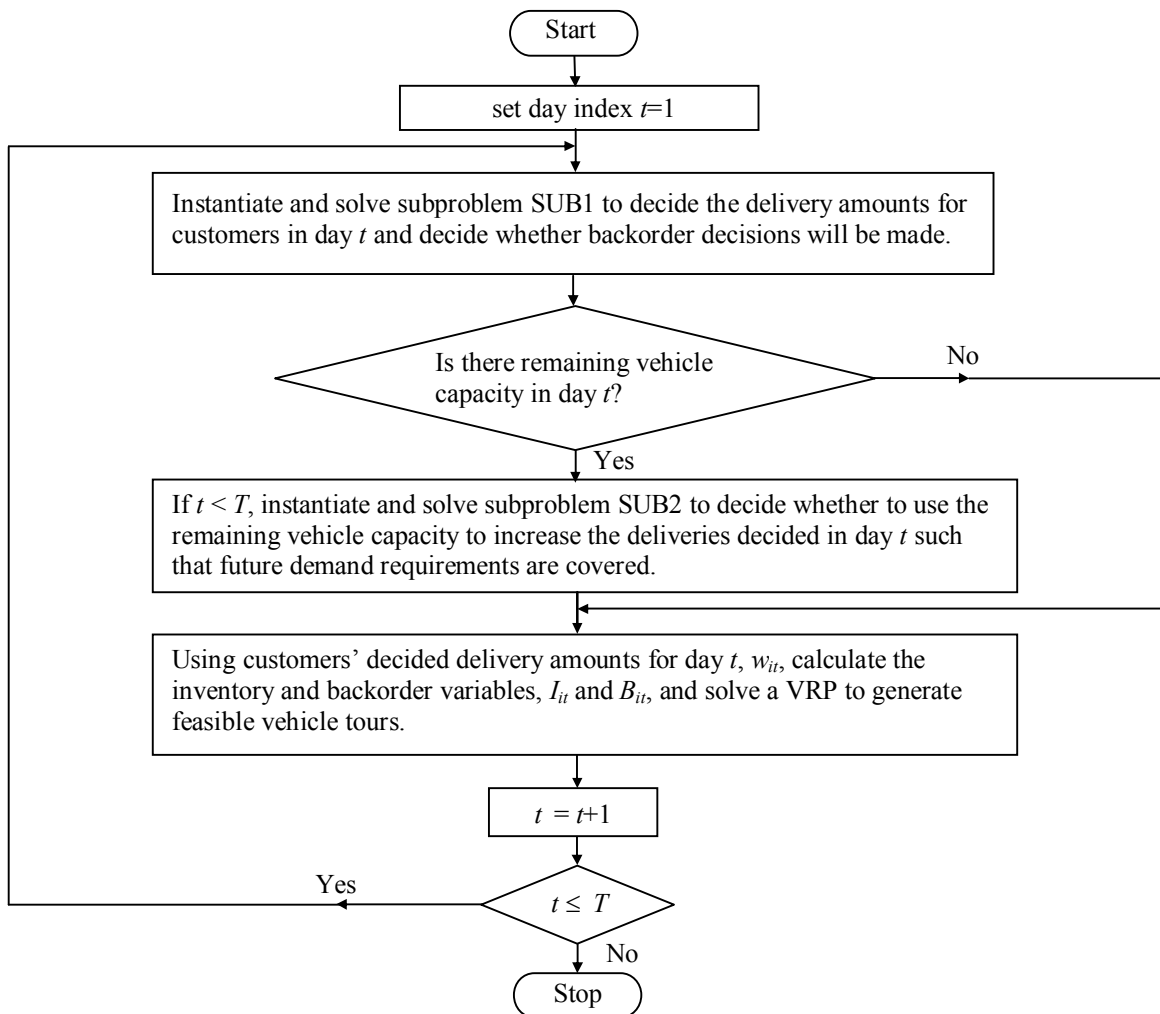 Start
set day index t=1
Instantiate and solve subproblem SUB1 to decide the delivery amounts for
customers in day t and decide whether backorder decisions will be made.
Is there remaining vehicle
capacity in day t?
No
Yes
If t < T, instantiate and solve subproblem SUB2 to decide whether to use the
remaining vehicle capacity to increase the deliveries decided in day t such
that future demand requirements are covered.
Using customers’ decided delivery amounts for day t, wit, calculate the
inventory and backorder variables, Iit and Bit, and solve a VRP to generate
feasible vehicle tours.
t = t+1
Yes
t ≤ T
No
Stop